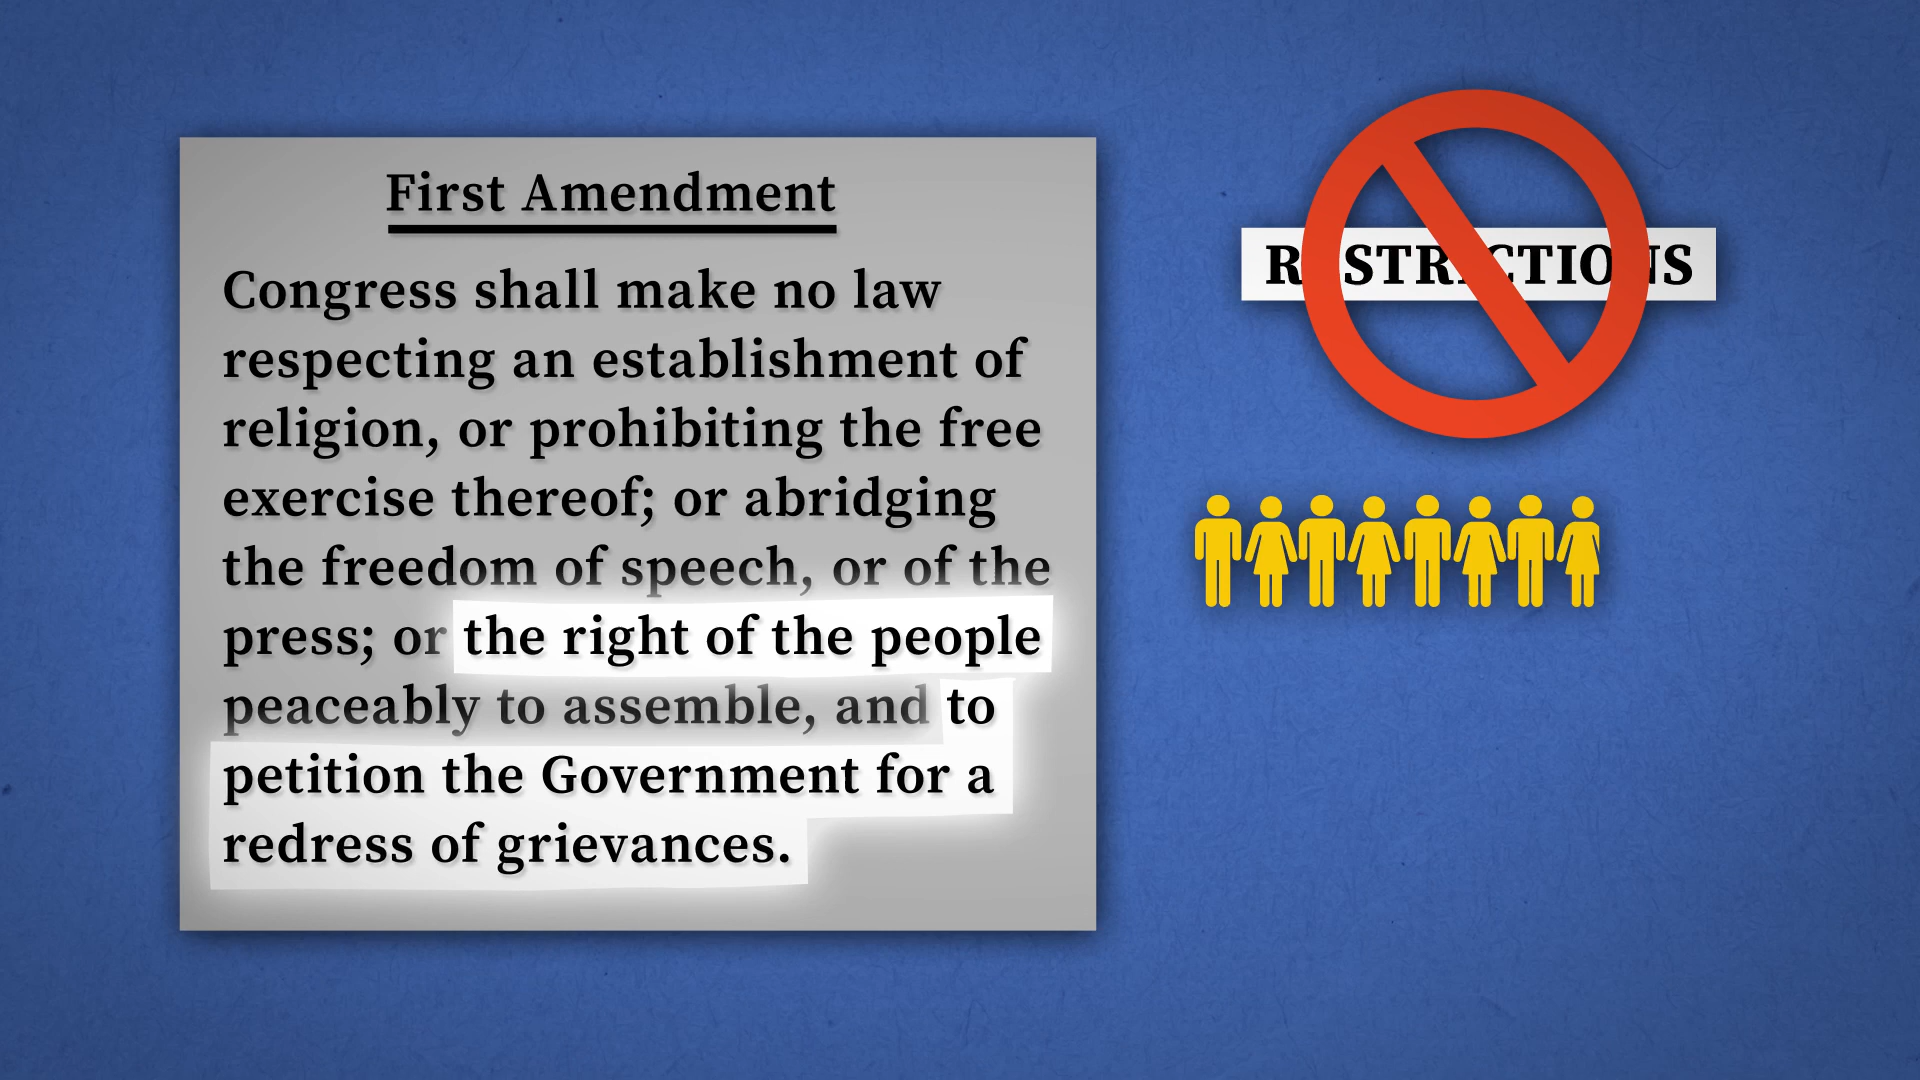 First Amendment
Congress shall make no law
respecting an establishment of
religion, or prohibiting the free
exercise thereof; or abridging
the freedom of speech, or of the
press; or the right of the people
peaceably to assemble, and to
petition the Government for a
redress of grievances.
RESTRICTIONS